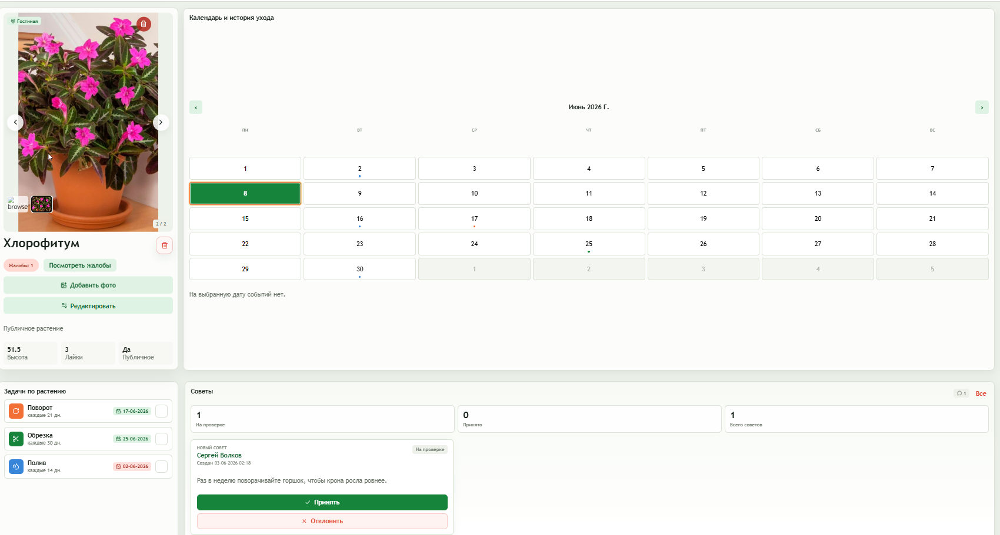 Гостиная
browse
2 / 2
Хлорофитум
Жалобы: 1
Посмотреть жалобы
Добавить фото
Редактировать
Публичное растение
51.5
Высота
3
Лайки
Да
Публичное
Календарь и история ухода
‹
Июнь 2026 Г.
›
ПН ВТ СР ЧТ ПТ СБ ВС
1 2 3 4 5 6 7
8 9 10 11 12 13 14
15 16 17 18 19 20 21
22 23 24 25 26 27 28
29 30 1 2 3 4 5
На выбранную дату событий нет.
Задачи по растению
Поворот
каждые 21 дн.
17-06-2026
Обрезка
каждые 30 дн.
25-06-2026
Полив
каждые 14 дн.
02-06-2026
Советы
1
Все
1
На проверке
0
Принято
1
Всего советов
НОВЫЙ СОВЕТ
Сергей Волков
Создан 03-06-2026 02:18
На проверке
Раз в неделю поворачивайте горшок, чтобы крона росла ровнее.
Принять
Отклонить